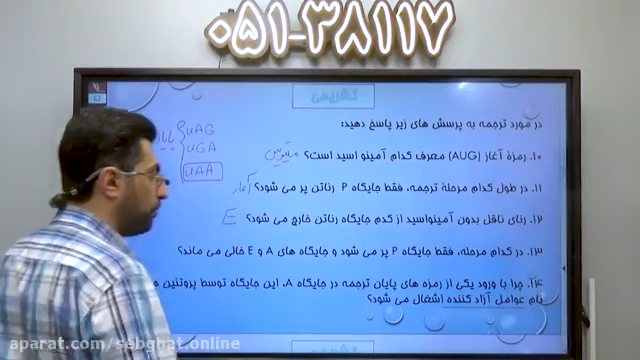 ۰۵۱-۳۸۱۱۷
تشریحی
در مورد ترجمه به پرسش های زیر پاسخ دهید:
۱۰. رمزهٔ آغاز (AUG) معرف کدام آمینو اسید است؟ متیونین
۱۱. در طول کدام مرحلهٔ ترجمه، فقط جایگاه P رناتن پر می شود؟ آغاز
۱۲. رنای ناقل بدون آمینواسید از کدم جایگاه رناتن خارج می شود؟ E
۱۳. در کدام مرحله، فقط جایگاه P پر می شود و جایگاه های A و E خالی می ماند؟
۱۴. چرا با ورود یکی از رمزه های پایان ترجمه در جایگاه A، این جایگاه توسط پروتئین ه
نام عوامل آزاد کننده اشغال می شود؟
پایان
UAG
UGA
UAA
aparat.com/sebghat.online